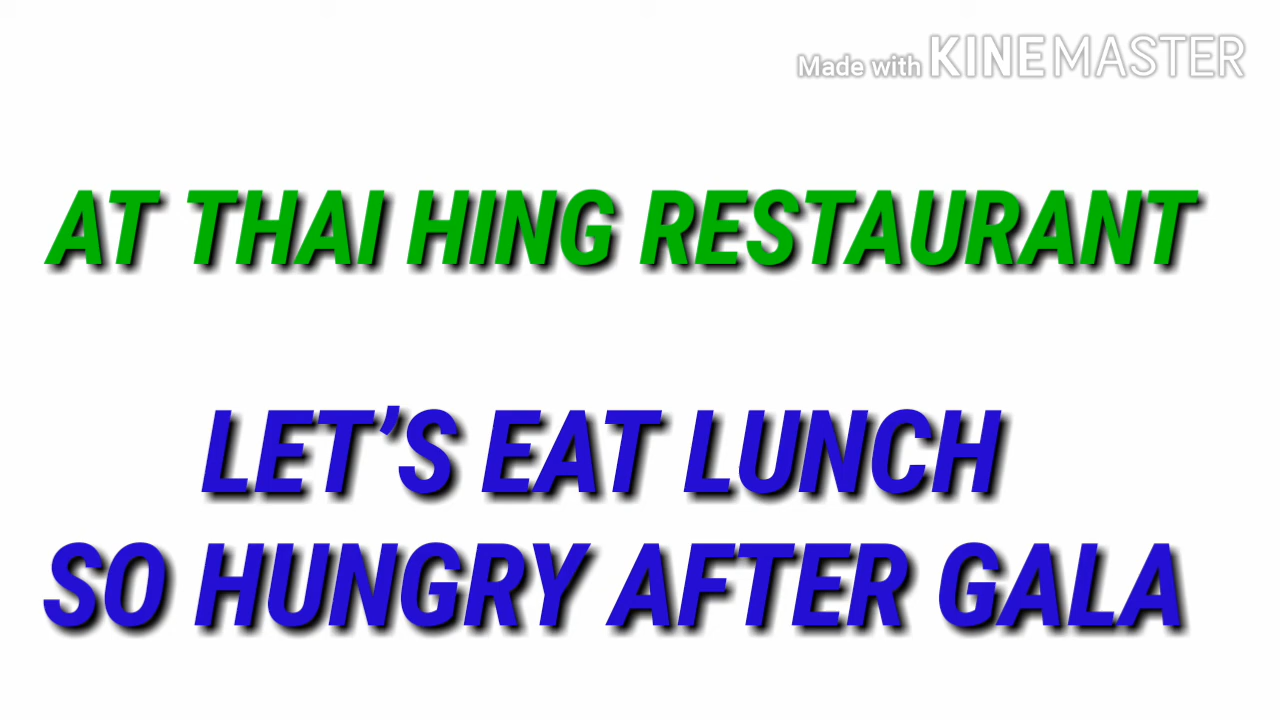 Made with KINEMASTER
AT THAI HING RESTAURANT
LET’S EAT LUNCH
SO HUNGRY AFTER GALA